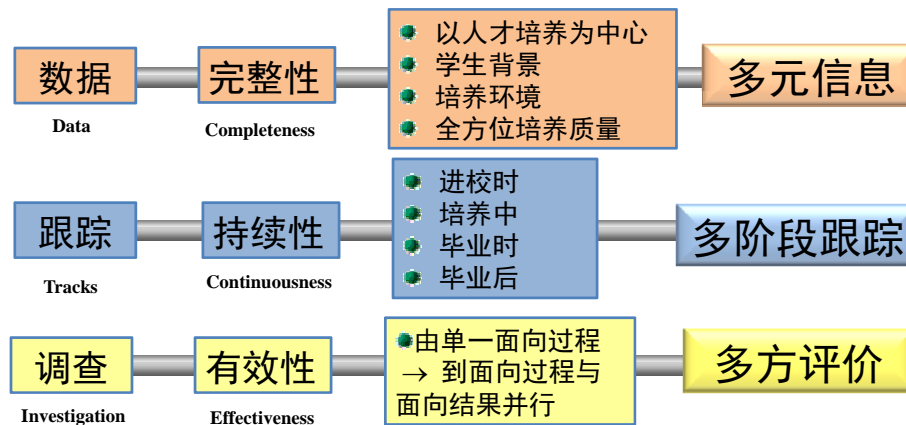 数据
Data
完整性
Completeness
以人才培养为中心
学生背景
培养环境
全方位培养质量
多元信息
跟踪
Tracks
持续性
Continuousness
进校时
培养中
毕业时
毕业后
多阶段跟踪
调查
Investigation
有效性
Effectiveness
由单一面向过程
→ 到面向过程与
面向结果并行
多方评价